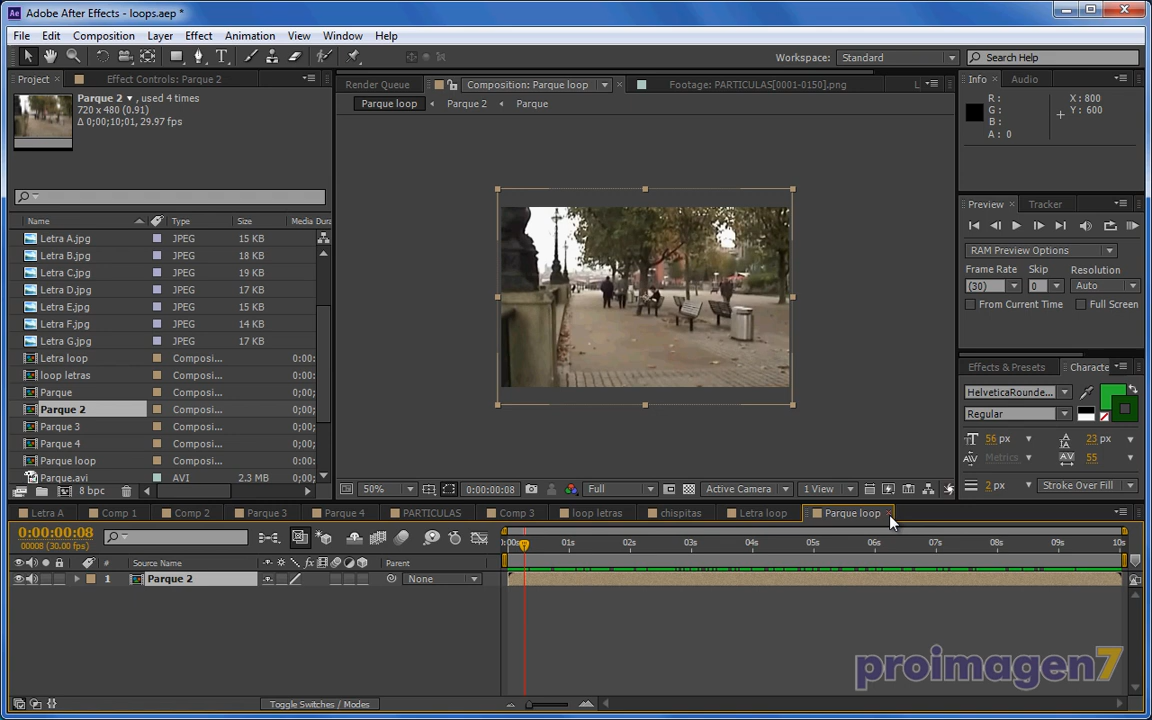 Adobe After Effects - loops.aep *
File Edit Composition Layer Effect Animation View Window Help
Workspace: Standard Search Help
Project Effect Controls: Parque 2
Parque 2 ▾, used 4 times
720 x 480 (0.91)
Δ 0;00;10;01, 29.97 fps
Render Queue Composition: Parque loop Footage: PARTICULAS[0001-0150].png L
Parque loop Parque 2 Parque
Info Audio
R: X: 800
G: Y: 600
B:
A: 0
Name Type Size Media Dura
Letra A.jpg JPEG 15 KB
Letra B.jpg JPEG 18 KB
Letra C.jpg JPEG 19 KB
Letra D.jpg JPEG 17 KB
Letra E.jpg JPEG 15 KB
Letra F.jpg JPEG 14 KB
Letra G.jpg JPEG 17 KB
Letra loop Composi... 0:00:
loop letras Composi... 0:00:
Parque Composi... 0;00;
Parque 2 Composi... 0;00;
Parque 3 Composi... 0;00;
Parque 4 Composi... 0;00;
Parque loop Composi... 0:00:
Parque.avi AVI 2.3 MB 0;00;
8 bpc
Preview Tracker
RAM Preview Options
Frame Rate Skip Resolution
(30) 0 Auto
From Current Time Full Screen
Effects & Presets Characte
HelveticaRounde...
Regular
56 px 23 px
Metrics 55
2 px Stroke Over Fill
50% 0:00:00:08 Full Active Camera 1 View
Letra A Comp 1 Comp 2 Parque 3 Parque 4 PARTICULAS Comp 3 loop letras chispitas Letra loop Parque loop
0:00:00:08
00008 (30.00 fps)
):00s 01s 02s 03s 04s 05s 06s 07s 08s 09s 10s
# Source Name Parent
1 Parque 2 None
proimagen7
Toggle Switches / Modes